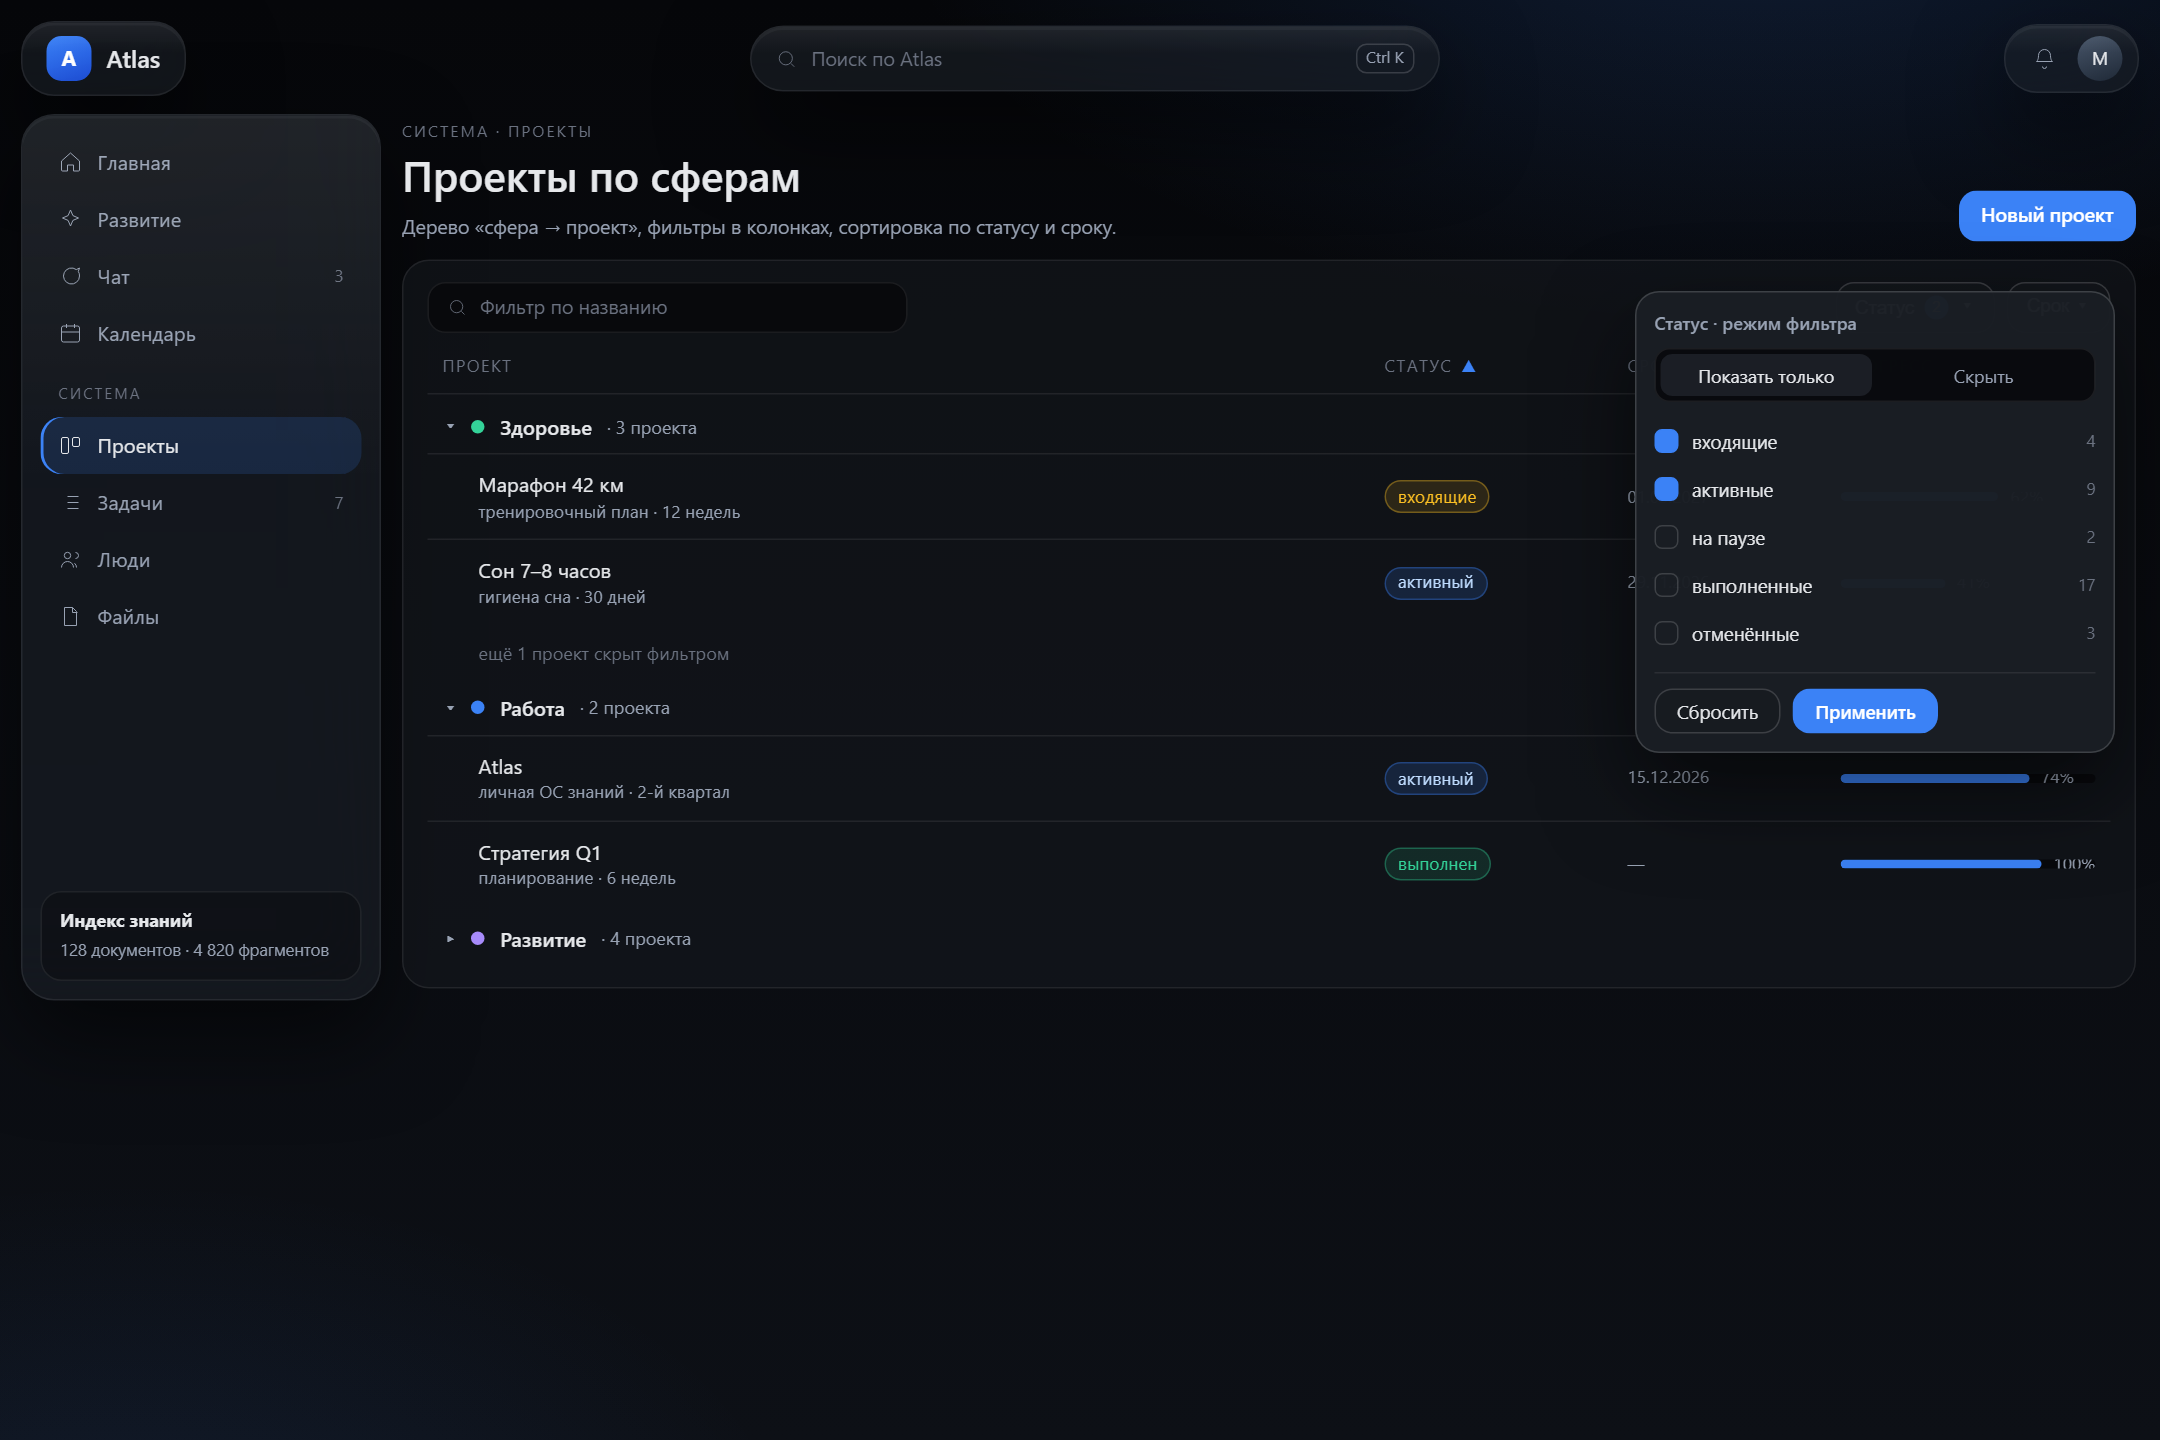 A Atlas
Поиск по Atlas
Ctrl K
M
Главная
Развитие
Чат 3
Календарь
СИСТЕМА
Проекты
Задачи 7
Люди
Файлы
Индекс знаний
128 документов · 4 820 фрагментов
СИСТЕМА · ПРОЕКТЫ
Проекты по сферам
Дерево «сфера → проект», фильтры в колонках, сортировка по статусу и сроку.
Новый проект
Фильтр по названию
Статус
Срок
ПРОЕКТ СТАТУС ▲
Здоровье · 3 проекта
Марафон 42 км
тренировочный план · 12 недель
входящие
Сон 7–8 часов
гигиена сна · 30 дней
активный
ещё 1 проект скрыт фильтром
Работа · 2 проекта
Atlas
личная ОС знаний · 2-й квартал
активный
15.12.2026
74%
Стратегия Q1
планирование · 6 недель
выполнен
—
100%
Развитие · 4 проекта
Статус · режим фильтра
Показать только
Скрыть
входящие 4
активные 9
на паузе 2
выполненные 17
отменённые 3
Сбросить
Применить